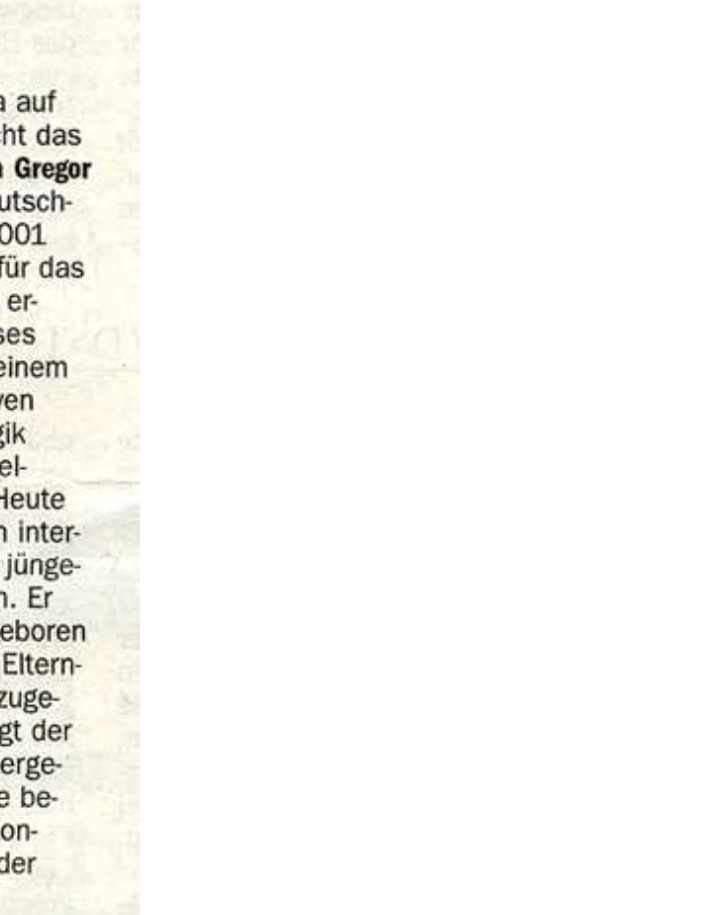 a auf
cht das
n Gregor
utsch-
001
für das
er-
ses
einem
ven
gik
el-
Heute
n inter-
jünge-
n. Er
eboren
Eltern-
zuge-
gt der
erge-
e be-
on-
der